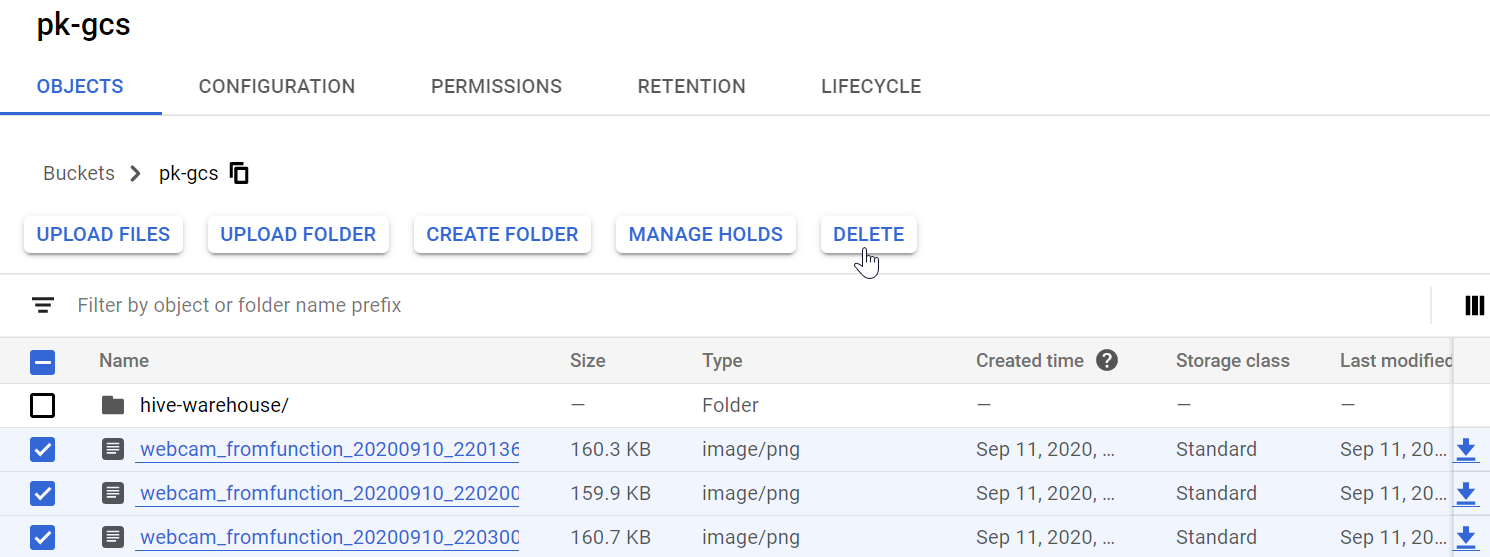 pk-gcs
OBJECTS CONFIGURATION PERMISSIONS RETENTION LIFECYCLE
Buckets pk-gcs
UPLOAD FILES UPLOAD FOLDER CREATE FOLDER MANAGE HOLDS DELETE
Filter by object or folder name prefix
Name Size Type Created time ? Storage class Last modified
hive-warehouse/ — Folder — — —
webcam_fromfunction_20200910_220136 160.3 KB image/png Sep 11, 2020, ... Standard Sep 11, 20...
webcam_fromfunction_20200910_220200 159.9 KB image/png Sep 11, 2020, ... Standard Sep 11, 20...
webcam_fromfunction_20200910_220300 160.7 KB image/png Sep 11, 2020, ... Standard Sep 11, 20...